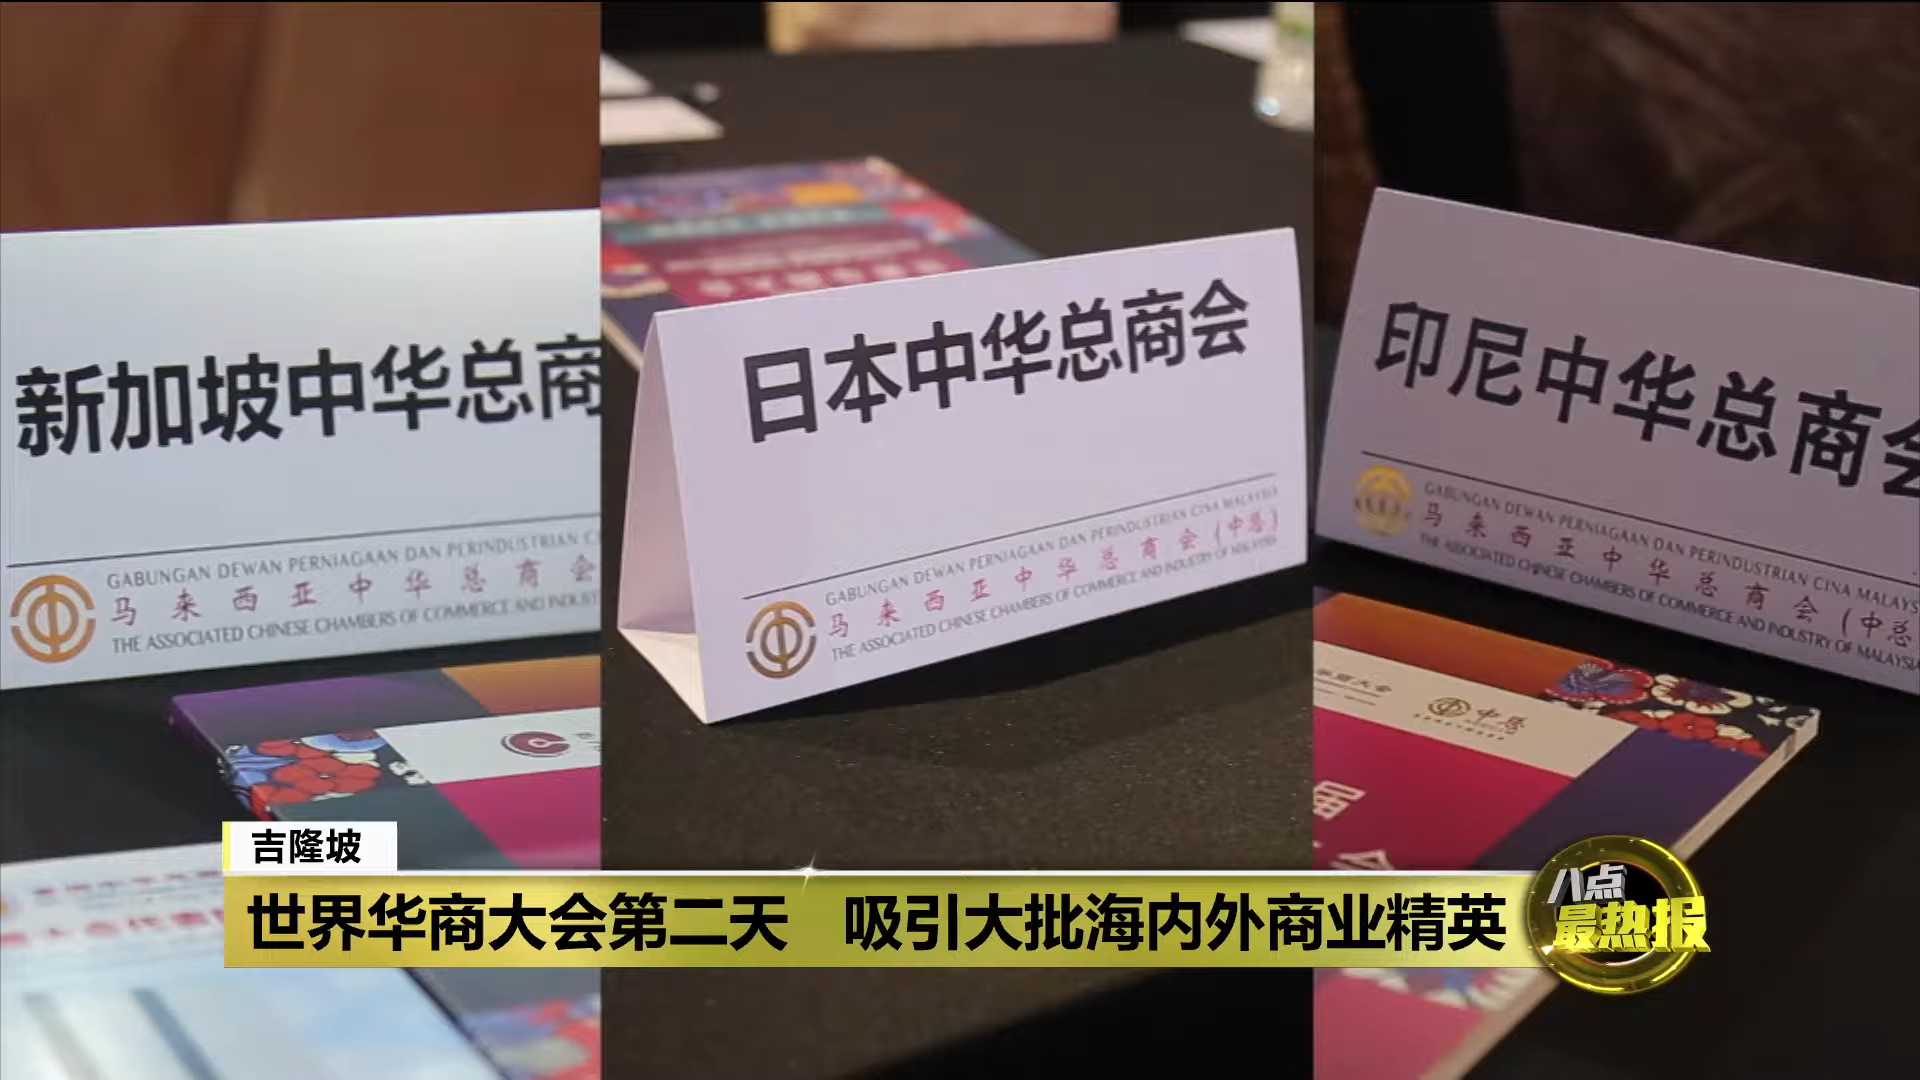 新加坡中华总商
GABUNGAN DEWAN PERNIAGAAN DAN PERINDUSTRIAN
马来西亚中华总商会
THE ASSOCIATED CHINESE CHAMBERS OF COMMERCE AND
日本中华总商会
GABUNGAN DEWAN PERNIAGAAN DAN PERINDUSTRIAN CINA MALAYSIA
马来西亚中华总商会(中总)
THE ASSOCIATED CHINESE CHAMBERS OF COMMERCE AND INDUSTRY OF MALAYSIA
印尼中华总商会
GABUNGAN DEWAN PERNIAGAAN DAN PERINDUSTRIAN CINA
马来西亚中华总商会(中总
THE ASSOCIATED CHINESE CHAMBERS OF COMMERCE AND INDUSTRY OF
中总
届
吉隆坡
世界华商大会第二天 吸引大批海内外商业精英
八点
最热报